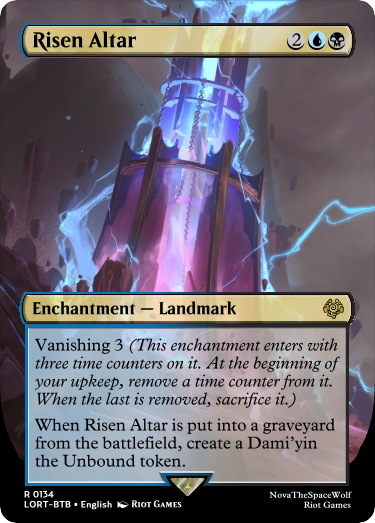 Risen Altar 2
Enchantment — Landmark
Vanishing 3 (This enchantment enters with
three time counters on it. At the beginning of
your upkeep, remove a time counter from it.
When the last is removed, sacrifice it.)
When Risen Altar is put into a graveyard
from the battlefield, create a Dami'yin
the Unbound token.
R 0134 NovaTheSpaceWolf
LORT-BTB • English Riot Games Riot Games